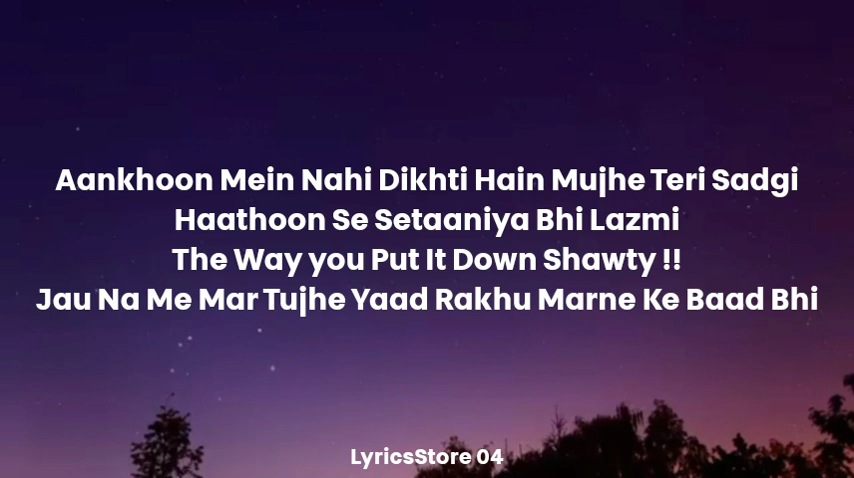 Aankhoon Mein Nahi Dikhti Hain Mujhe Teri Sadgi
Haathoon Se Setaaniya Bhi Lazmi
The Way you Put It Down Shawty !!
Jau Na Me Mar Tujhe Yaad Rakhu Marne Ke Baad Bhi
LyricsStore 04